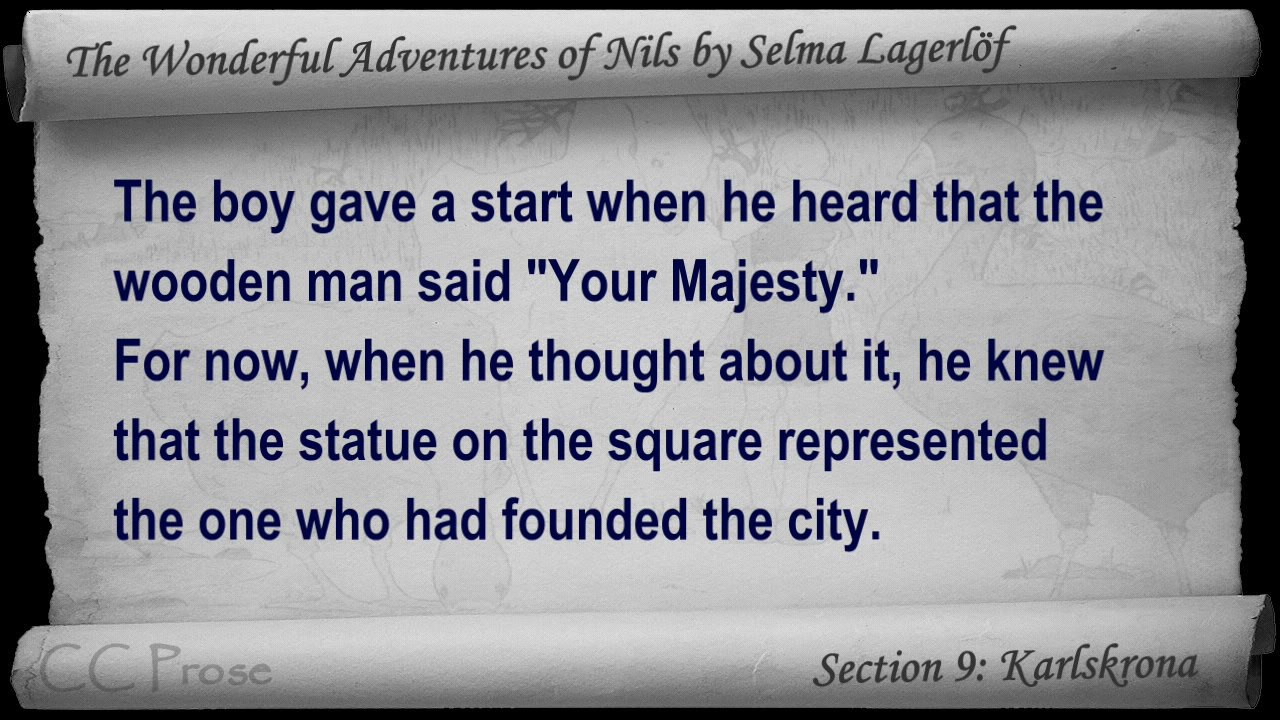 The Wonderful Adventures of Nils by Selma Lagerlöf
The boy gave a start when he heard that the
wooden man said "Your Majesty."
For now, when he thought about it, he knew
that the statue on the square represented
the one who had founded the city.
CC Prose
Section 9: Karlskrona